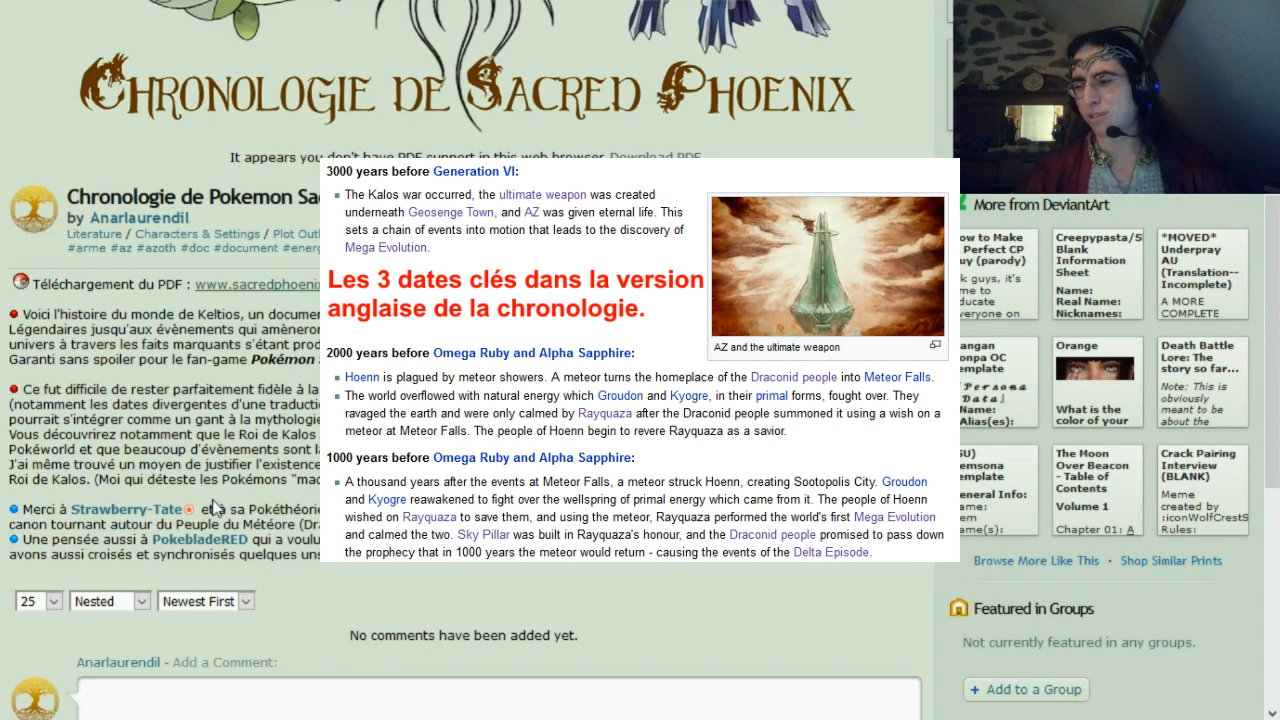 CHRONOLOGIE DE SACRED PHOENIX
It appears you don't have PDF support in this web browser. Download PDF
Chronologie de Pokemon Sa
by Anarlaurendil
Literature / Characters & Settings / Plot Outl
#arme #az #azoth #doc #document #energ
Téléchargement du PDF : www.sacredphoenix
Voici l'histoire du monde de Keltios, un documen
Légendaires jusqu'aux évènements qui amèneron
univers à travers les faits marquants s'étant prod
Garanti sans spoiler pour le fan-game Pokémon
Ce fut difficile de rester parfaitement fidèle à la
(notamment les dates divergentes d'une traducti
pourrait s'intégrer comme un gant à la mythologie
Vous découvrirez notamment que le Roi de Kalos
Pokéworld et que beaucoup d'évènements sont la
J'ai même trouvé un moyen de justifier l'existence
Roi de Kalos. (Moi qui déteste les Pokémons "mac
Merci à Strawberry-Tate et à sa Pokéthéorie
canon tournant autour du Peuple du Météore (Dra
Une pensée aussi à PokebladeRED qui a voulu
avons aussi croisés et synchronisés quelques uns
3000 years before Generation VI:
The Kalos war occurred, the ultimate weapon was created
underneath Geosenge Town, and AZ was given eternal life. This
sets a chain of events into motion that leads to the discovery of
Mega Evolution.
AZ and the ultimate weapon
Les 3 dates clés dans la version
anglaise de la chronologie.
2000 years before Omega Ruby and Alpha Sapphire:
Hoenn is plagued by meteor showers. A meteor turns the homeplace of the Draconid people into Meteor Falls.
The world overflowed with natural energy which Groudon and Kyogre, in their primal forms, fought over. They
ravaged the earth and were only calmed by Rayquaza after the Draconid people summoned it using a wish on a
meteor at Meteor Falls. The people of Hoenn begin to revere Rayquaza as a savior.
1000 years before Omega Ruby and Alpha Sapphire:
A thousand years after the events at Meteor Falls, a meteor struck Hoenn, creating Sootopolis City. Groudon
and Kyogre reawakened to fight over the wellspring of primal energy which came from it. The people of Hoenn
wished on Rayquaza to save them, and using the meteor, Rayquaza performed the world's first Mega Evolution
and calmed the two. Sky Pillar was built in Rayquaza's honour, and the Draconid people promised to pass down
the prophecy that in 1000 years the meteor would return - causing the events of the Delta Episode.
25
Nested
Newest First
No comments have been added yet.
Anarlaurendil - Add a Comment:
More from DeviantArt
ow to Make
Perfect CP
uy (parody)
k guys, it's
me to
ducate
veryone on
Creepypasta/S
Blank
Information
Sheet
Name:
Real Name:
Nicknames:
*MOVED*
Underpray
AU
(Translation--
Incomplete)
A MORE
COMPLETE
angan
onpa OC
emplate
Persona
Data』
Name:
Alias(es):
Orange
What is the
color of your
Death Battle
Lore: The
story so far...
Note: This is
obviously
meant to be
about the
SU)
emsona
emplate
eneral Info:
ame:
em
ame(s):
The Moon
Over Beacon
- Table of
Contents
Volume 1
Chapter 01: A
Crack Pairing
Interview
(BLANK)
Meme
created by
:iconWolfCrestS
Rules:
Browse More Like This · Shop Similar Prints
Featured in Groups
Not currently featured in any groups.
+ Add to a Group